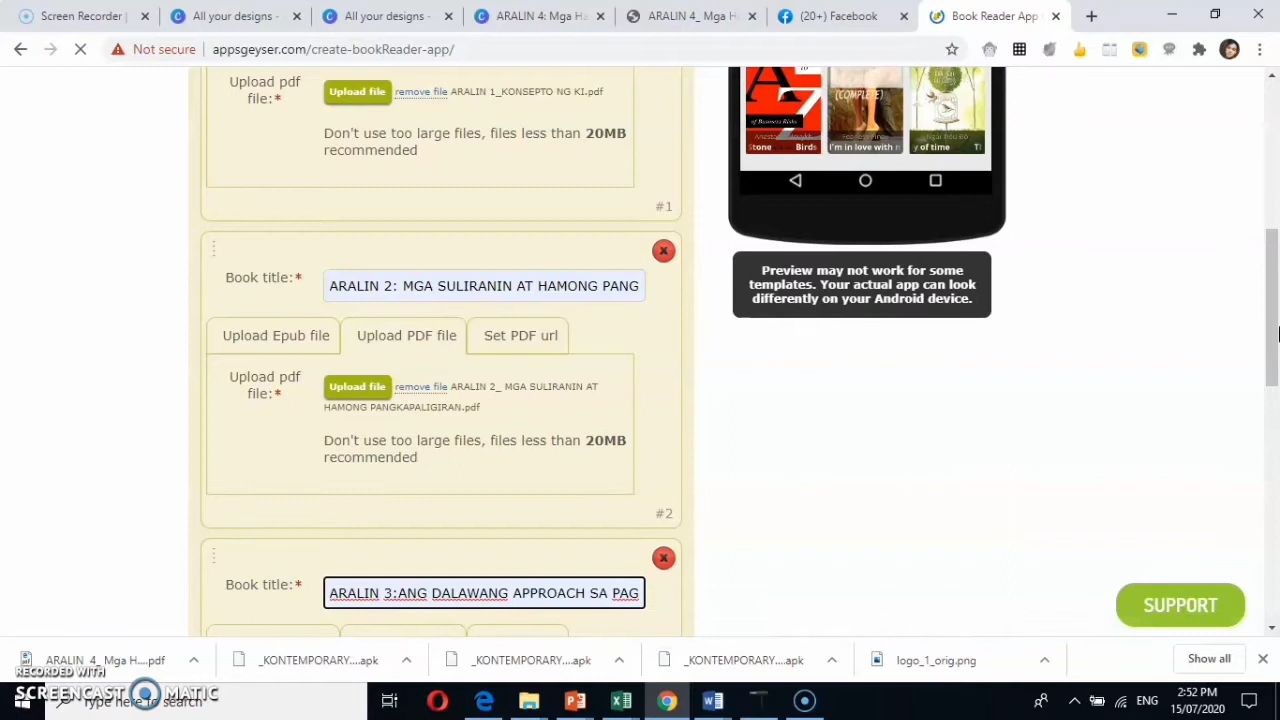 Screen Recorder |
All your designs -
All your designs -
ARALIN 4: Mga Ha
ARALIN 4_ Mga H
(20+) Facebook
Book Reader App
Not secure
appsgeyser.com/create-bookReader-app/
Upload pdf
file:*
Upload file remove file ARALIN 1_KONSEPTO NG KI.pdf
Don't use too large files, files less than 20MB
recommended
#1
(COMPLETE)
of Business Risks
Stone Birds
I'm in love with
y of time
Preview may not work for some
templates. Your actual app can look
differently on your Android device.
Book title:* ARALIN 2: MGA SULIRANIN AT HAMONG PANG
Upload Epub file Upload PDF file Set PDF url
Upload pdf
file:*
Upload file remove file ARALIN 2_ MGA SULIRANIN AT
HAMONG PANGKAPALIGIRAN.pdf
Don't use too large files, files less than 20MB
recommended
#2
Book title:* ARALIN 3:ANG DALAWANG APPROACH SA PAG
SUPPORT
ARALIN_4_ Mga H....pdf
_KONTEMPORARY....apk
_KONTEMPORARY....apk
_KONTEMPORARY....apk
logo_1_orig.png
Show all
RECORDED WITH
SCREENCAST MATIC
Type here to search
ENG
2:52 PM
15/07/2020